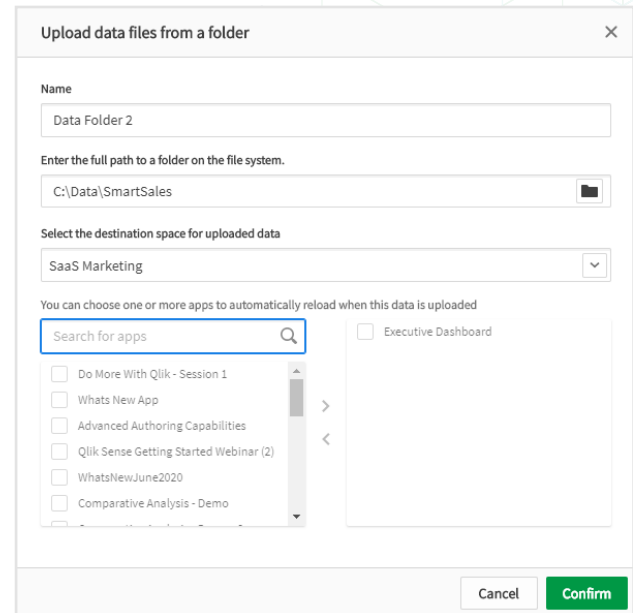 Upload data files from a folder
Name
Data Folder 2
Enter the full path to a folder on the file system.
C:\Data\SmartSales
Select the destination space for uploaded data
SaaS Marketing
You can choose one or more apps to automatically reload when this data is uploaded
Search for apps
Executive Dashboard
Do More With Qlik - Session 1
Whats New App
Advanced Authoring Capabilities
Qlik Sense Getting Started Webinar (2)
WhatsNewJune2020
Comparative Analysis - Demo
Cancel
Confirm